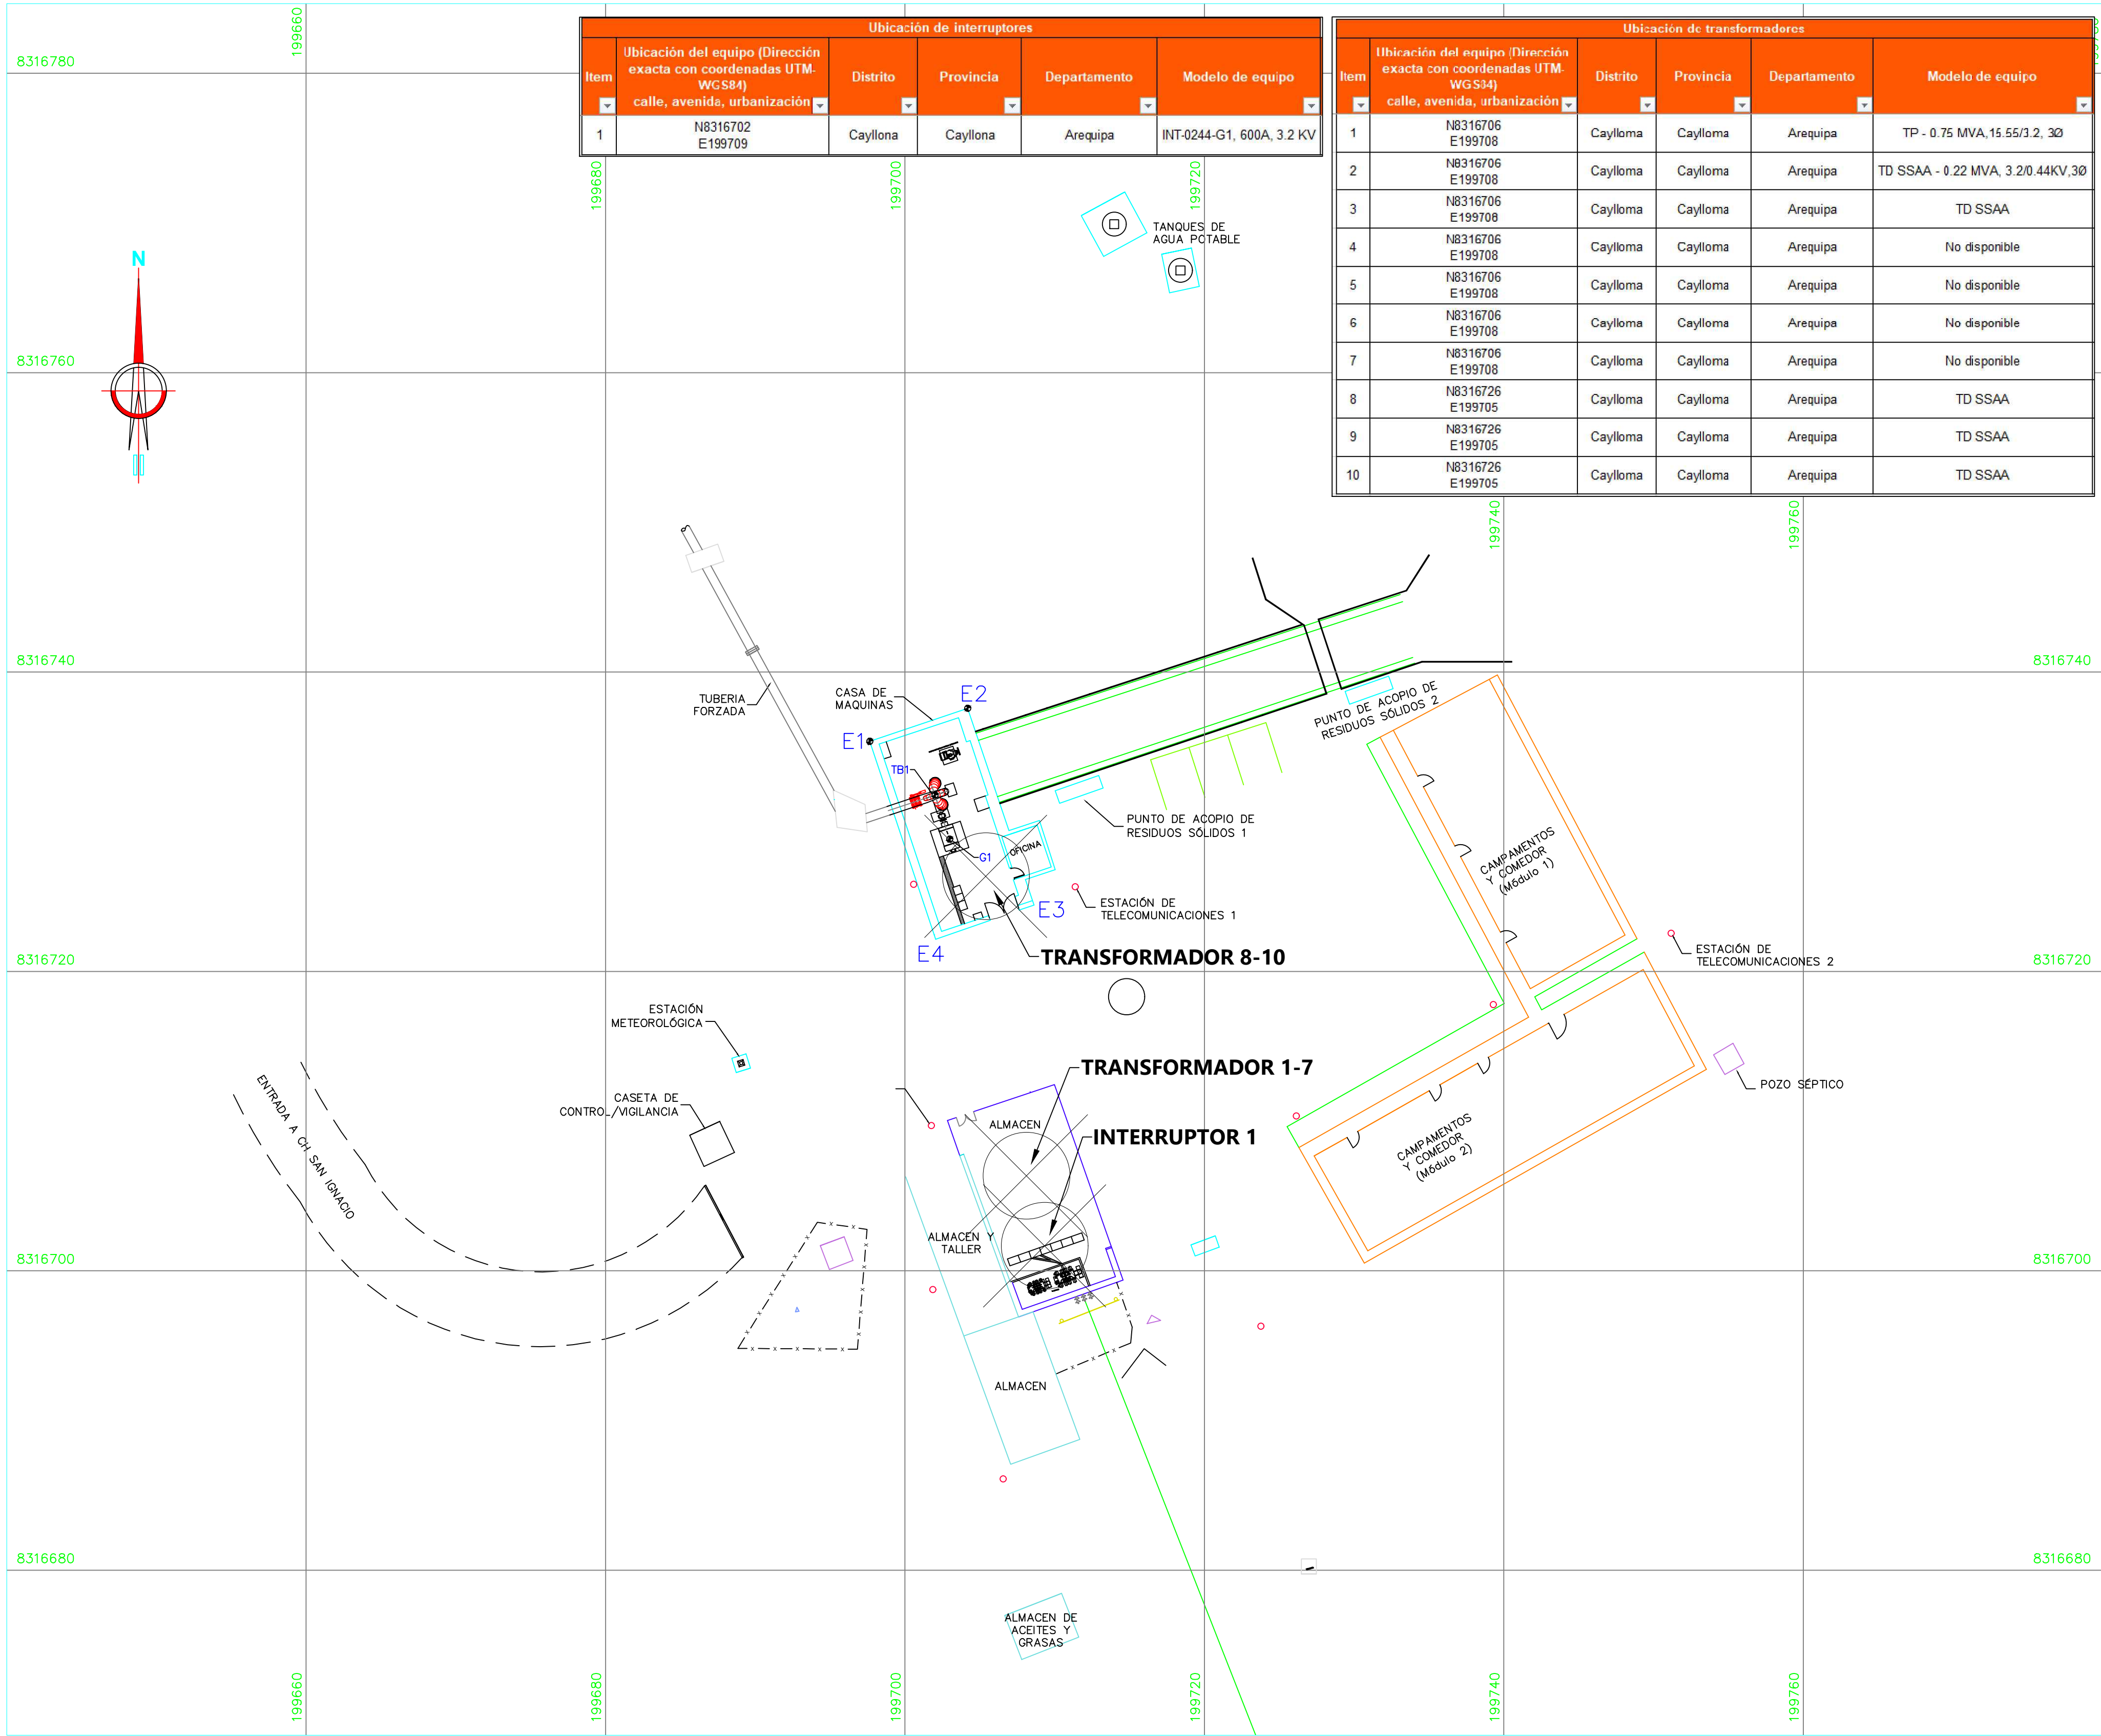 Ubicación de interruptores
Item
Ubicación del equipo (Dirección
exacta con coordenadas UTM-
WGS84)
calle, avenida, urbanización
Distrito
Provincia
Departamento
Modelo de equipo
1
N8316702
E199709
Cayllona
Cayllona
Arequipa
INT-0244-G1, 600A, 3.2 KV
Ubicación de transformadores
Item
Ubicación del equipo (Dirección
exacta con coordenadas UTM-
WGS84)
calle, avenida, urbanización
Distrito
Provincia
Departamento
Modelo de equipo
1
N8316706
E199708
Caylloma
Caylloma
Arequipa
TP - 0.75 MVA,15.55/3.2, 3Ø
2
N8316706
E199708
Caylloma
Caylloma
Arequipa
TD SSAA - 0.22 MVA, 3.2/0.44KV,3Ø
3
N8316706
E199708
Caylloma
Caylloma
Arequipa
TD SSAA
4
N8316706
E199708
Caylloma
Caylloma
Arequipa
No disponible
5
N8316706
E199708
Caylloma
Caylloma
Arequipa
No disponible
6
N8316706
E199708
Caylloma
Caylloma
Arequipa
No disponible
7
N8316706
E199708
Caylloma
Caylloma
Arequipa
No disponible
8
N8316726
E199705
Caylloma
Caylloma
Arequipa
TD SSAA
9
N8316726
E199705
Caylloma
Caylloma
Arequipa
TD SSAA
10
N8316726
E199705
Caylloma
Caylloma
Arequipa
TD SSAA
199660
8316780
199680
199700
199720
TANQUES DE
AGUA POTABLE
N
8316760
199740
199760
8316740
8316740
TUBERIA
FORZADA
CASA DE
MAQUINAS
E2
E1
TB1
G1
OFICINA
E3
E4
PUNTO DE ACOPIO DE
RESIDUOS SÓLIDOS 2
PUNTO DE ACOPIO DE
RESIDUOS SÓLIDOS 1
CAMPAMENTOS
Y COMEDOR
(Módulo 1)
ESTACIÓN DE
TELECOMUNICACIONES 1
TRANSFORMADOR 8-10
ESTACIÓN DE
TELECOMUNICACIONES 2
8316720
8316720
ESTACIÓN
METEOROLÓGICA
TRANSFORMADOR 1-7
POZO SÉPTICO
ENTRADA A CH SAN IGNACIO
CASETA DE
CONTROL/VIGILANCIA
ALMACEN
INTERRUPTOR 1
CAMPAMENTOS
Y COMEDOR
(Módulo 2)
ALMACEN Y
TALLER
8316700
8316700
ALMACEN
8316680
8316680
ALMACEN DE
ACEITES Y
GRASAS
199660
199680
199700
199720
199740
199760